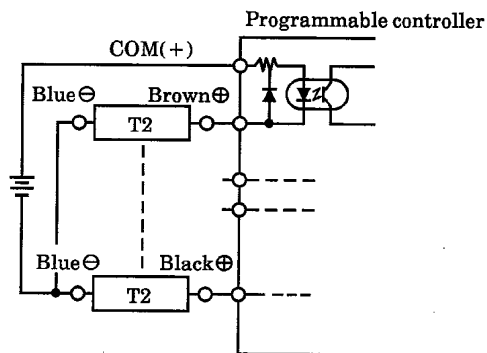 Programmable controller
COM(+)
Blue⊖ Brown⊕
T2
Blue⊖ Black⊕
T2